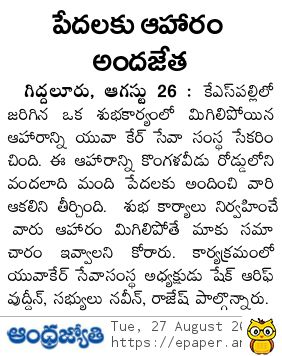 పేదలకు ఆహారం
అందజేత
గిద్దలూరు, ఆగస్టు 26 : కేఎస్‌పల్లిలో
జరిగిన ఒక శుభకార్యంలో మిగిలిపోయిన
ఆహారాన్ని యువా కేర్ సేవా సంస్థ సేకరిం
చింది. ఈ ఆహారాన్ని కొంగళవీడు రోడ్డులోని
వందలాది మంది పేదలకు అందించి వారి
ఆకలిని తీర్చింది. శుభ కార్యాలు నిర్వహించే
వారు ఆహారం మిగిలిపోతే మాకు సమా
చారం ఇవ్వాలని కోరారు. కార్యక్రమంలో
యువాకేర్ సేవాసంస్థ అధ్యక్షుడు షేక్ ఆరిఫ్
వుద్దీన్, సభ్యులు నవీన్, రాజేష్ పాల్గొన్నారు.
ఆంధ్రజ్యోతి Tue, 27 August 20
https://epaper.an